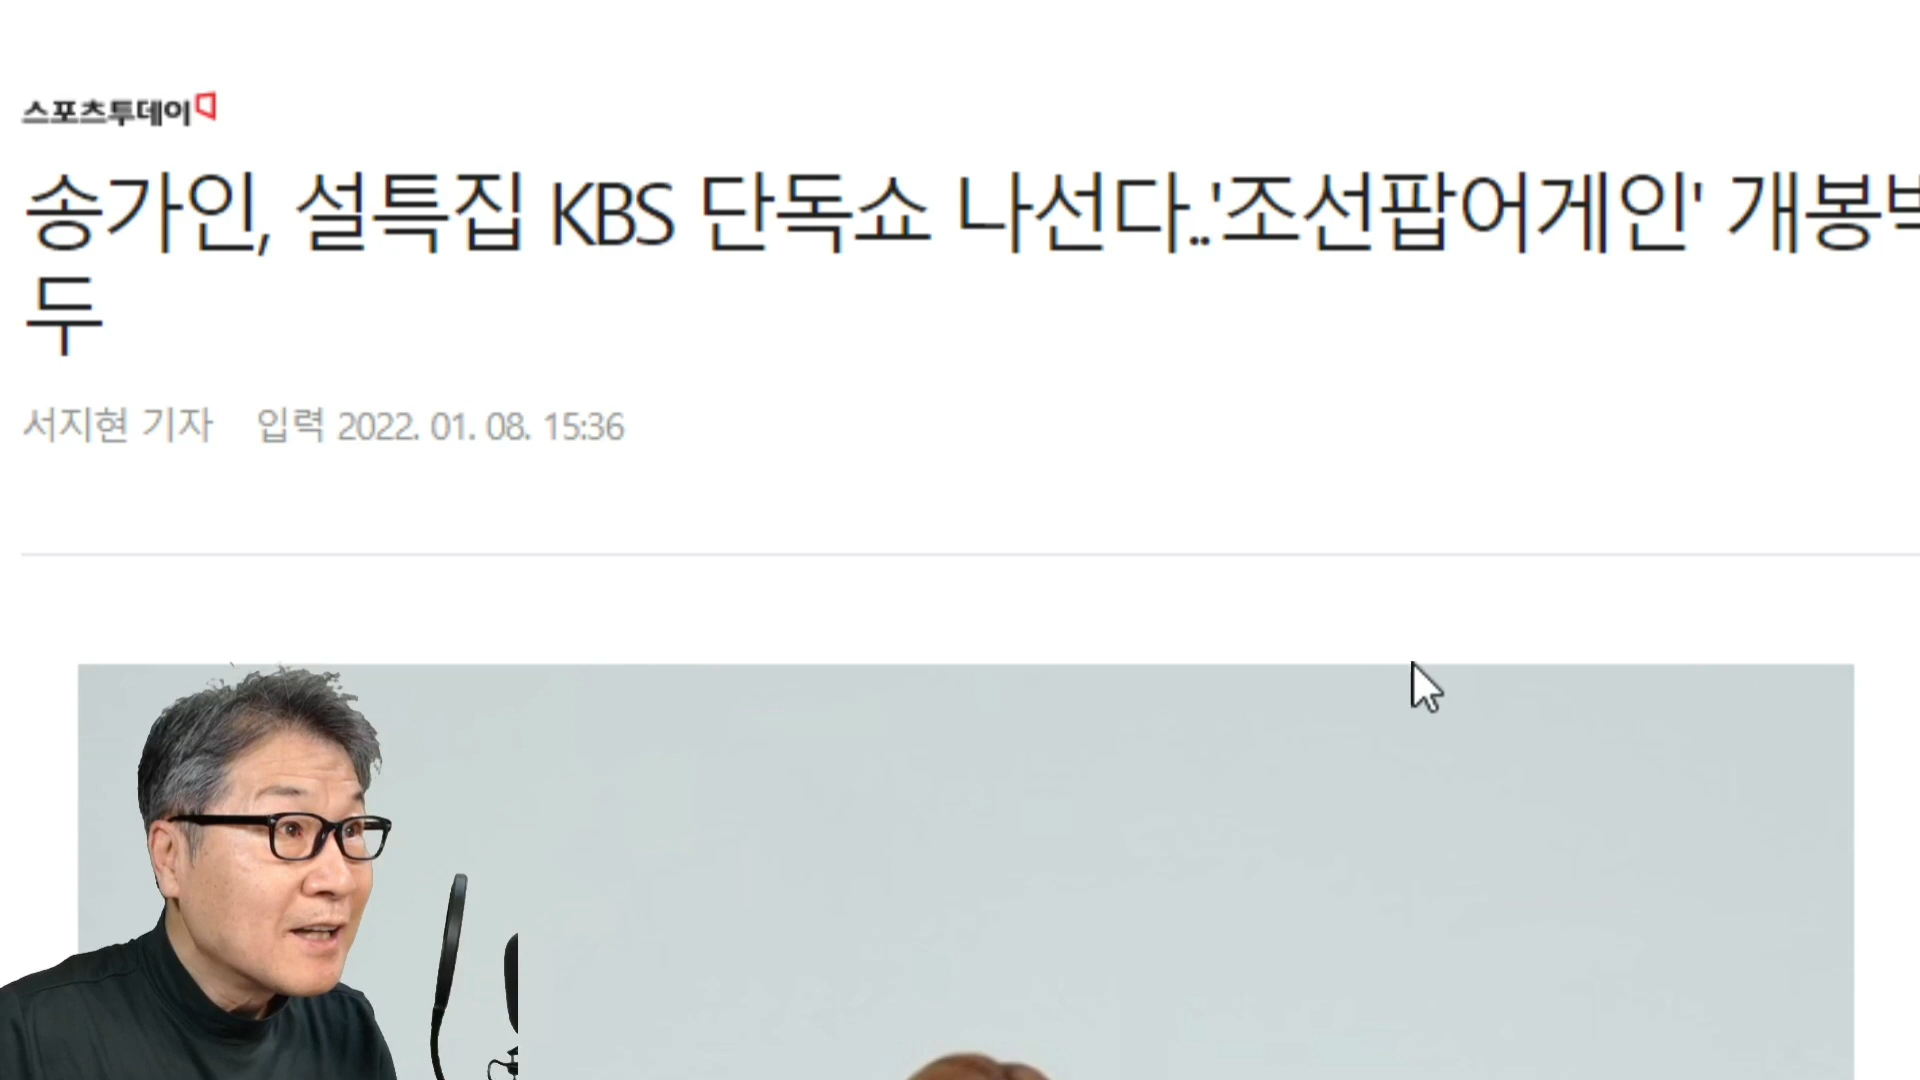 스포츠투데이
송가인, 설특집 KBS 단독쇼 나선다..'조선팝어게인' 개봉박
두
서지현 기자 입력 2022. 01. 08. 15:36